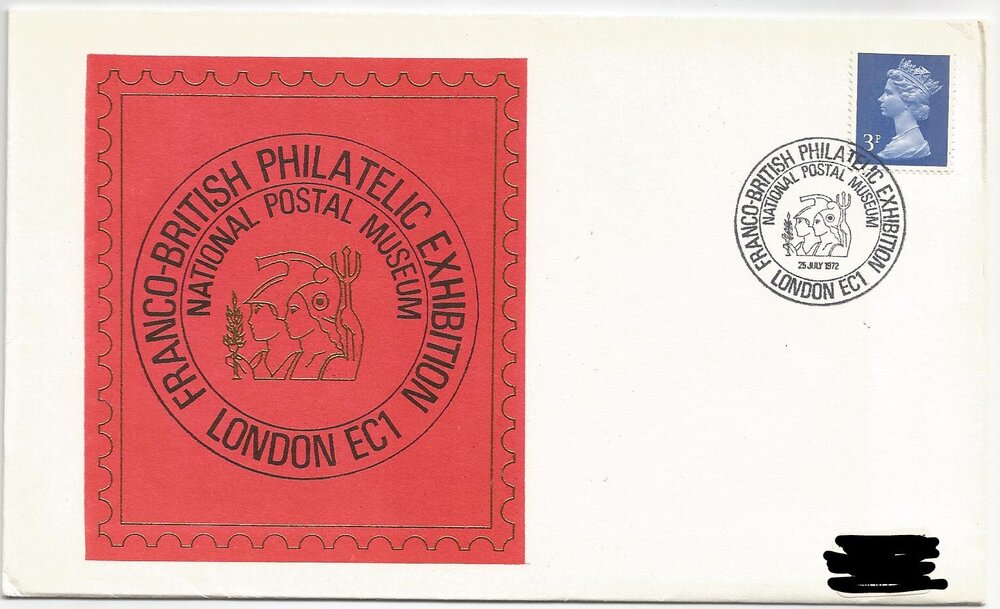 FRANCO-BRITISH PHILATELIC EXHIBITION
NATIONAL POSTAL MUSEUM
LONDON EC1
3P
FRANCO-BRITISH PHILATELIC EXHIBITION
NATIONAL POSTAL MUSEUM
25 JULY 1972
LONDON EC1